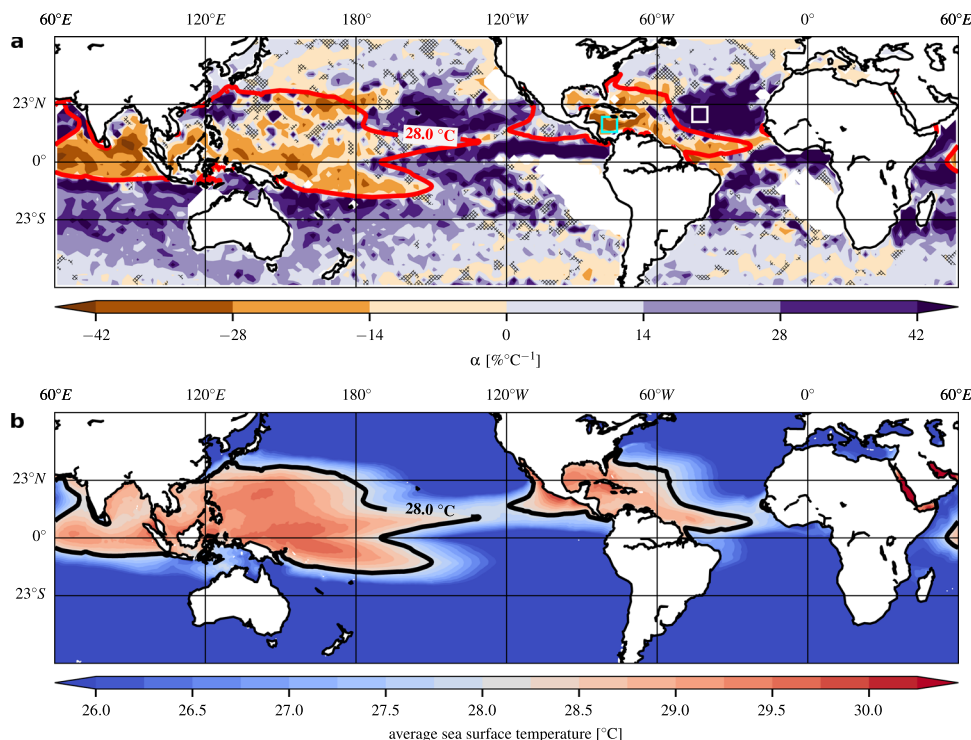 60°E 120°E 180° 120°W 60°W 0° 60°E
a
23°N
28.0 °C
0°
23°S
−42 −28 −14 0 14 28 42
α [%°C⁻¹]
60°E 120°E 180° 120°W 60°W 0° 60°E
b
23°N
28.0 °C
0°
23°S
26.0 26.5 27.0 27.5 28.0 28.5 29.0 29.5 30.0
average sea surface temperature [°C]